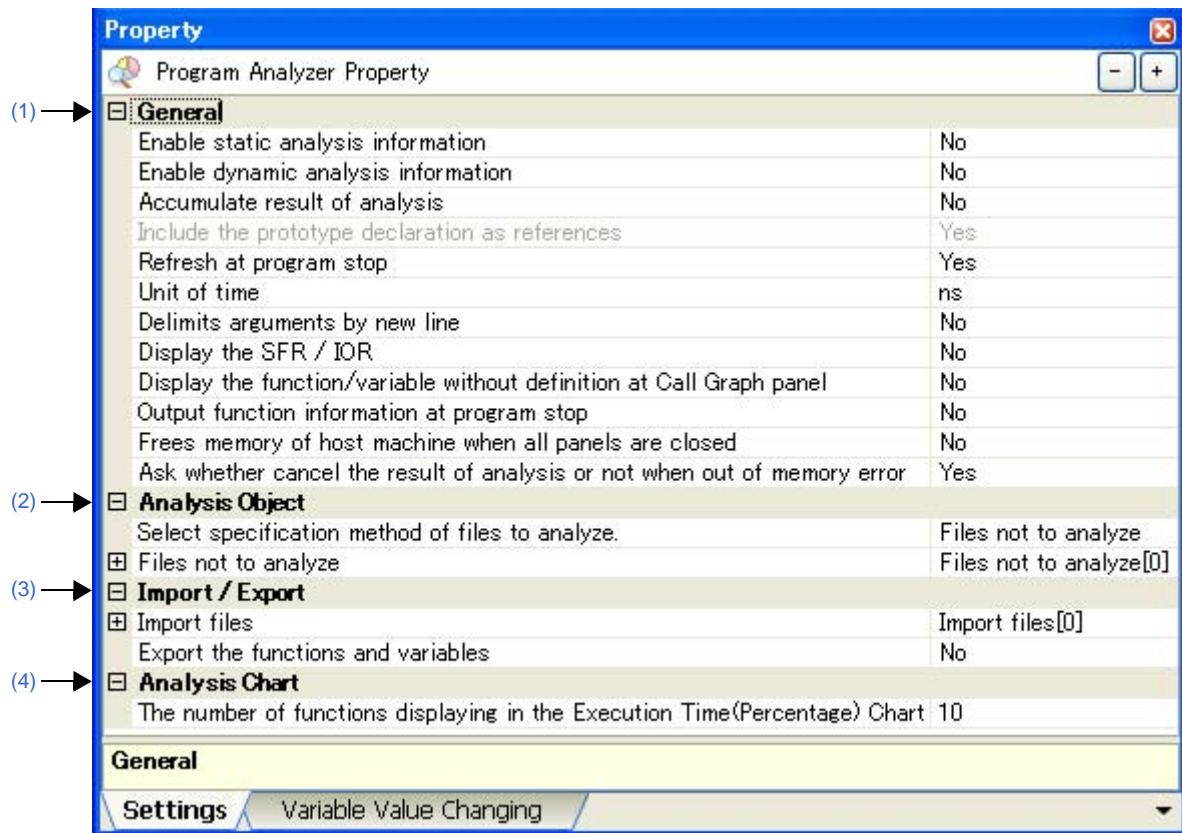 Property
Program Analyzer Property
- +
(1) General
Enable static analysis information No
Enable dynamic analysis information No
Accumulate result of analysis No
Include the prototype declaration as references Yes
Refresh at program stop Yes
Unit of time ns
Delimits arguments by new line No
Display the SFR / IOR No
Display the function/variable without definition at Call Graph panel No
Output function information at program stop No
Frees memory of host machine when all panels are closed No
Ask whether cancel the result of analysis or not when out of memory error Yes
(2) Analysis Object
Select specification method of files to analyze. Files not to analyze
Files not to analyze Files not to analyze[0]
(3) Import / Export
Import files Import files[0]
Export the functions and variables No
(4) Analysis Chart
The number of functions displaying in the Execution Time(Percentage) Chart 10
General
Settings Variable Value Changing